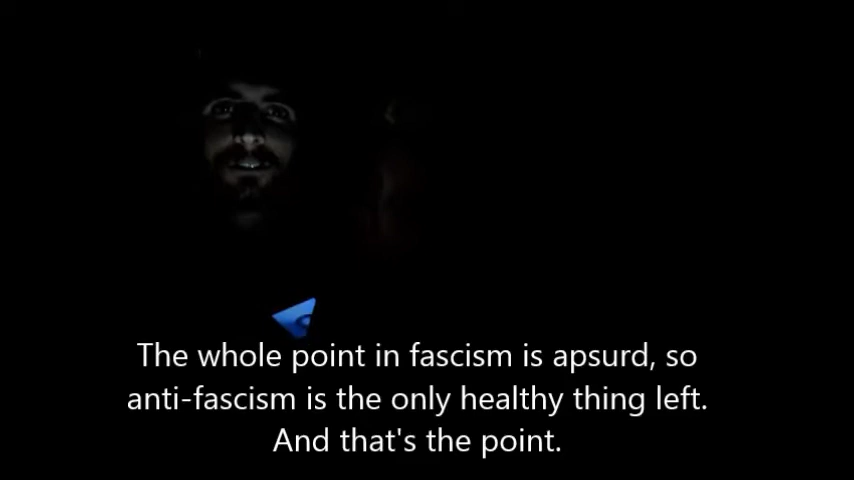 The whole point in fascism is apsurd, so
anti-fascism is the only healthy thing left.
And that's the point.